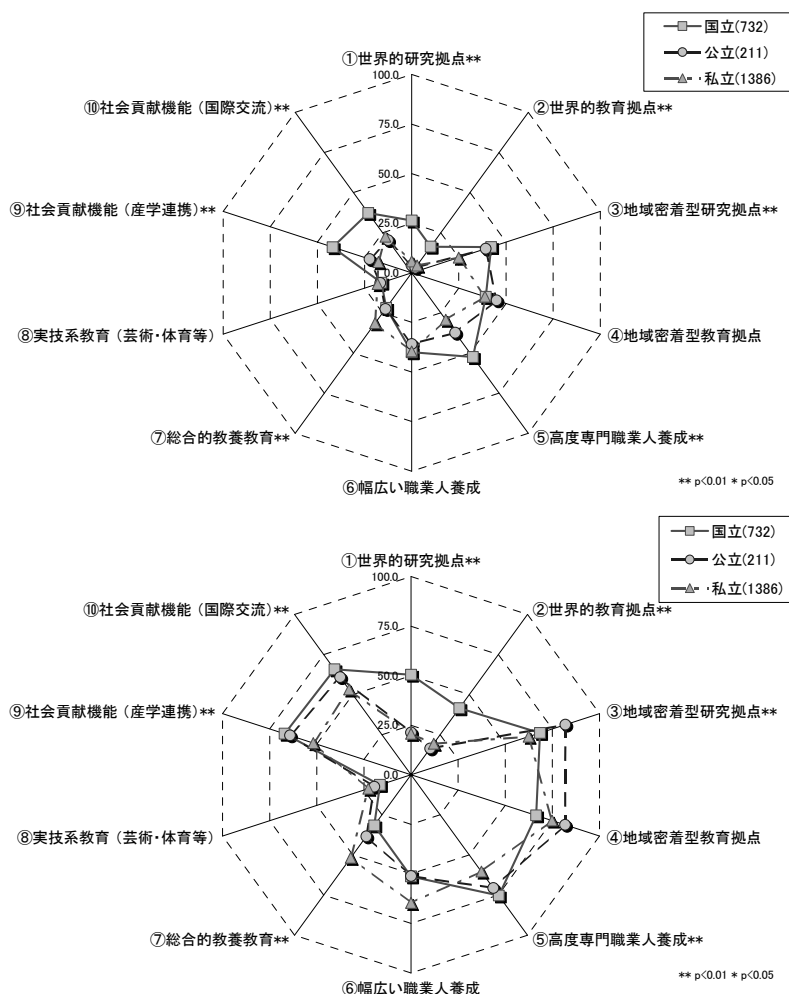 国立(732)
公立(211)
私立(1386)
①世界的研究拠点**
100.0
⑩社会貢献機能（国際交流）**
②世界的教育拠点**
75.0
50.0
⑨社会貢献機能（産学連携）**
③地域密着型研究拠点**
25.0
0.0
⑧実技系教育（芸術・体育等）
④地域密着型教育拠点
⑦総合的教養教育**
⑤高度専門職業人養成**
⑥幅広い職業人養成
** p<0.01 * p<0.05
国立(732)
公立(211)
私立(1386)
①世界的研究拠点**
100.0
⑩社会貢献機能（国際交流）**
②世界的教育拠点**
75.0
50.0
⑨社会貢献機能（産学連携）**
③地域密着型研究拠点**
25.0
0.0
⑧実技系教育（芸術・体育等）
④地域密着型教育拠点
⑦総合的教養教育**
⑤高度専門職業人養成**
⑥幅広い職業人養成
** p<0.01 * p<0.05